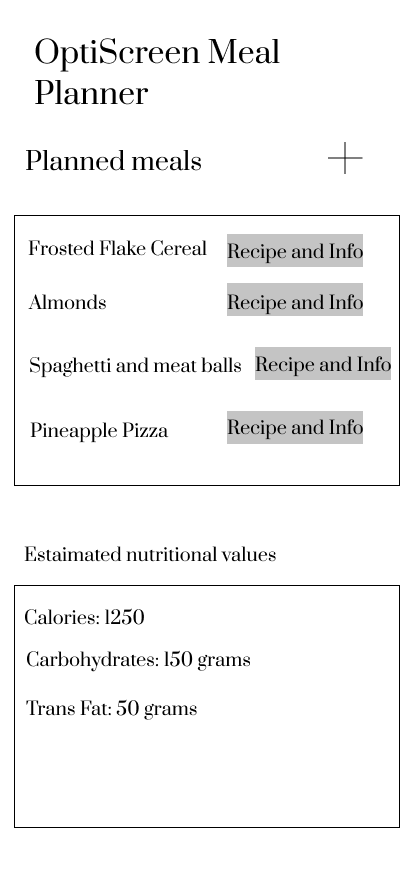 OptiScreen Meal
Planner
Planned meals
Frosted Flake Cereal Recipe and Info
Almonds Recipe and Info
Spaghetti and meat balls Recipe and Info
Pineapple Pizza Recipe and Info
Estaimated nutritional values
Calories: 1250
Carbohydrates: 150 grams
Trans Fat: 50 grams